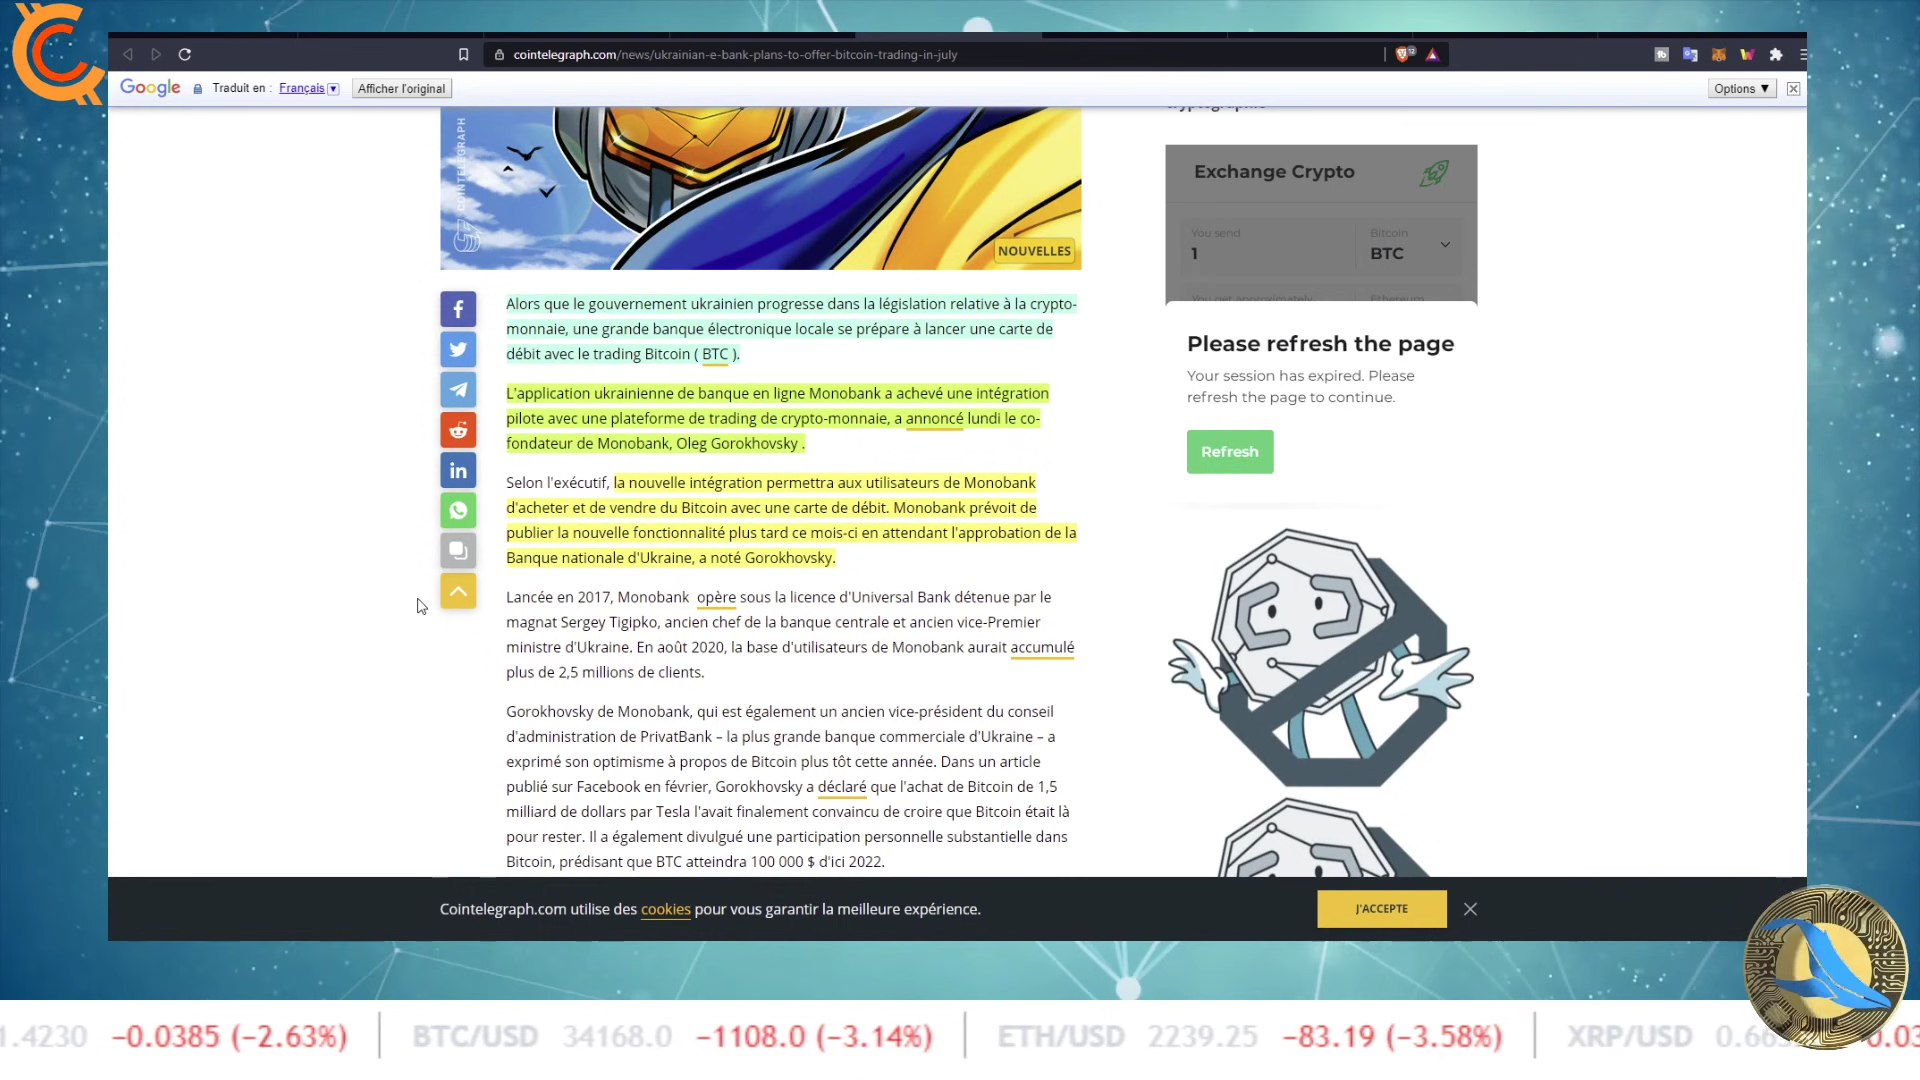 cointelegraph.com/news/ukrainian-e-bank-plans-to-offer-bitcoin-trading-in-july
Google Traduit en : Français Afficher l'original Options ▼
COINTELEGRAPH
NOUVELLES
Alors que le gouvernement ukrainien progresse dans la législation relative à la crypto-
monnaie, une grande banque électronique locale se prépare à lancer une carte de
débit avec le trading Bitcoin ( BTC ).
L'application ukrainienne de banque en ligne Monobank a achevé une intégration
pilote avec une plateforme de trading de crypto-monnaie, a annoncé lundi le co-
fondateur de Monobank, Oleg Gorokhovsky .
Selon l'exécutif, la nouvelle intégration permettra aux utilisateurs de Monobank
d'acheter et de vendre du Bitcoin avec une carte de débit. Monobank prévoit de
publier la nouvelle fonctionnalité plus tard ce mois-ci en attendant l'approbation de la
Banque nationale d'Ukraine, a noté Gorokhovsky.
Lancée en 2017, Monobank opère sous la licence d'Universal Bank détenue par le
magnat Sergey Tigipko, ancien chef de la banque centrale et ancien vice-Premier
ministre d'Ukraine. En août 2020, la base d'utilisateurs de Monobank aurait accumulé
plus de 2,5 millions de clients.
Gorokhovsky de Monobank, qui est également un ancien vice-président du conseil
d'administration de PrivatBank – la plus grande banque commerciale d'Ukraine – a
exprimé son optimisme à propos de Bitcoin plus tôt cette année. Dans un article
publié sur Facebook en février, Gorokhovsky a déclaré que l'achat de Bitcoin de 1,5
milliard de dollars par Tesla l'avait finalement convaincu de croire que Bitcoin était là
pour rester. Il a également divulgué une participation personnelle substantielle dans
Bitcoin, prédisant que BTC atteindra 100 000 $ d'ici 2022.
Exchange Crypto
You send
1
Bitcoin
BTC
You get approximately
Ethereum
Please refresh the page
Your session has expired. Please
refresh the page to continue.
Refresh
Cointelegraph.com utilise des cookies pour vous garantir la meilleure expérience.
J'ACCEPTE
1.4230 −0.0385 (−2.63%) BTC/USD 34168.0 −1108.0 (−3.14%) ETH/USD 2239.25 −83.19 (−3.58%) XRP/USD